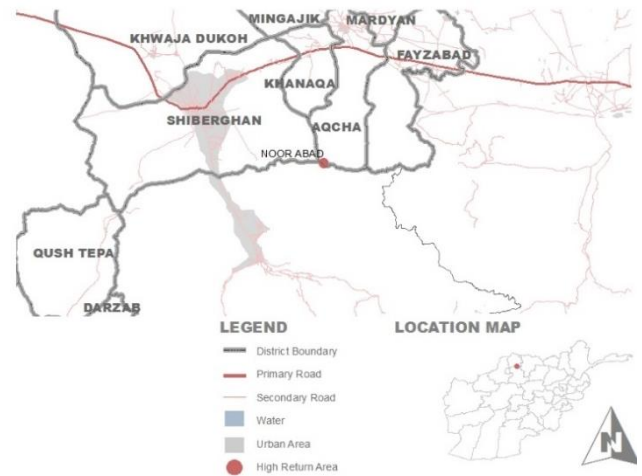 MINGAJIK
MARDYAN
KHWAJA DUKOH
FAYZABAD
KHANAQA
SHIBERGHAN
AQCHA
NOOR ABAD
QUSH TEPA
DARZAB
LEGEND
District Boundary
Primary Road
Secondary Road
Water
Urban Area
High Return Area
LOCATION MAP
N